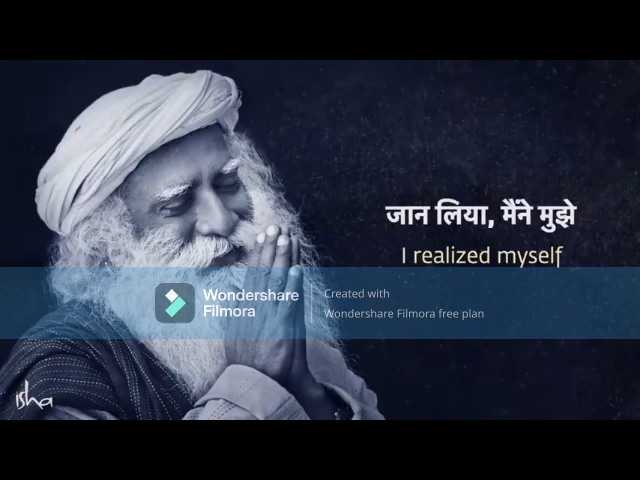 जान लिया, मैंने मुझे
I realized myself
Wondershare
Filmora
Created with
Wondershare Filmora free plan
isha